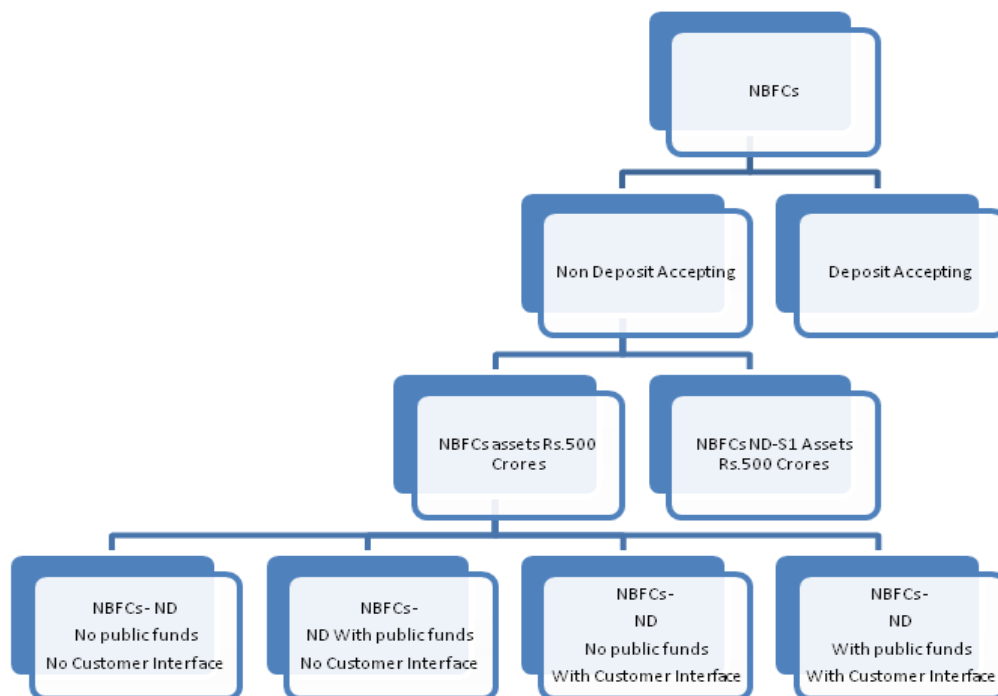 NBFCs
Non Deposit Accepting
Deposit Accepting
NBFCs assets Rs.500
Crores
NBFCs ND-S1 Assets
Rs.500 Crores
NBFCs- ND
No public funds
No Customer Interface
NBFCs-
ND With public funds
No Customer Interface
NBFCs-
ND
No public funds
With Customer Interface
NBFCs-
ND
With public funds
With Customer Interface